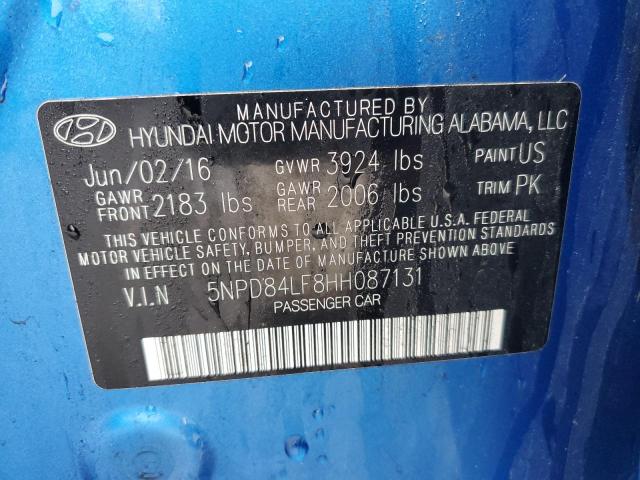 MANUFACTURED BY
HYUNDAI MOTOR MANUFACTURING ALABAMA, LLC
Jun/02/16 GVWR 3924 lbs PAINT US
GAWR FRONT 2183 lbs GAWR REAR 2006 lbs TRIM PK
THIS VEHICLE CONFORMS TO ALL APPLICABLE U.S.A. FEDERAL
MOTOR VEHICLE SAFETY, BUMPER, AND THEFT PREVENTION STANDARDS
IN EFFECT ON THE DATE OF MANUFACTURE SHOWN ABOVE
V.I.N 5NPD84LF8HH087131
PASSENGER CAR